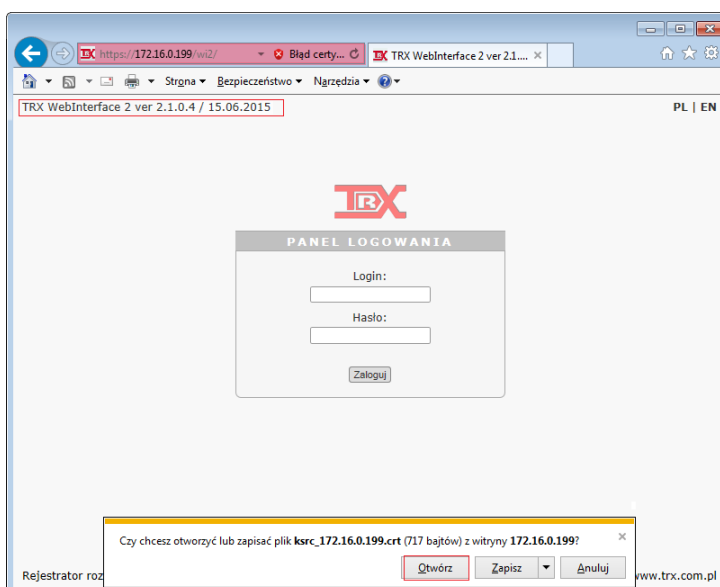 https://172.16.0.199/wi2/ Błąd certy... TRX WebInterface 2 ver 2.1....
Strona Bezpieczeństwo Narzędzia
TRX WebInterface 2 ver 2.1.0.4 / 15.06.2015 PL | EN
TRX
PANEL LOGOWANIA
Login:
Hasło:
Zaloguj
Czy chcesz otworzyć lub zapisać plik ksrc_172.16.0.199.crt (717 bajtów) z witryny 172.16.0.199?
Otwórz Zapisz Anuluj
Rejestrator roz www.trx.com.pl